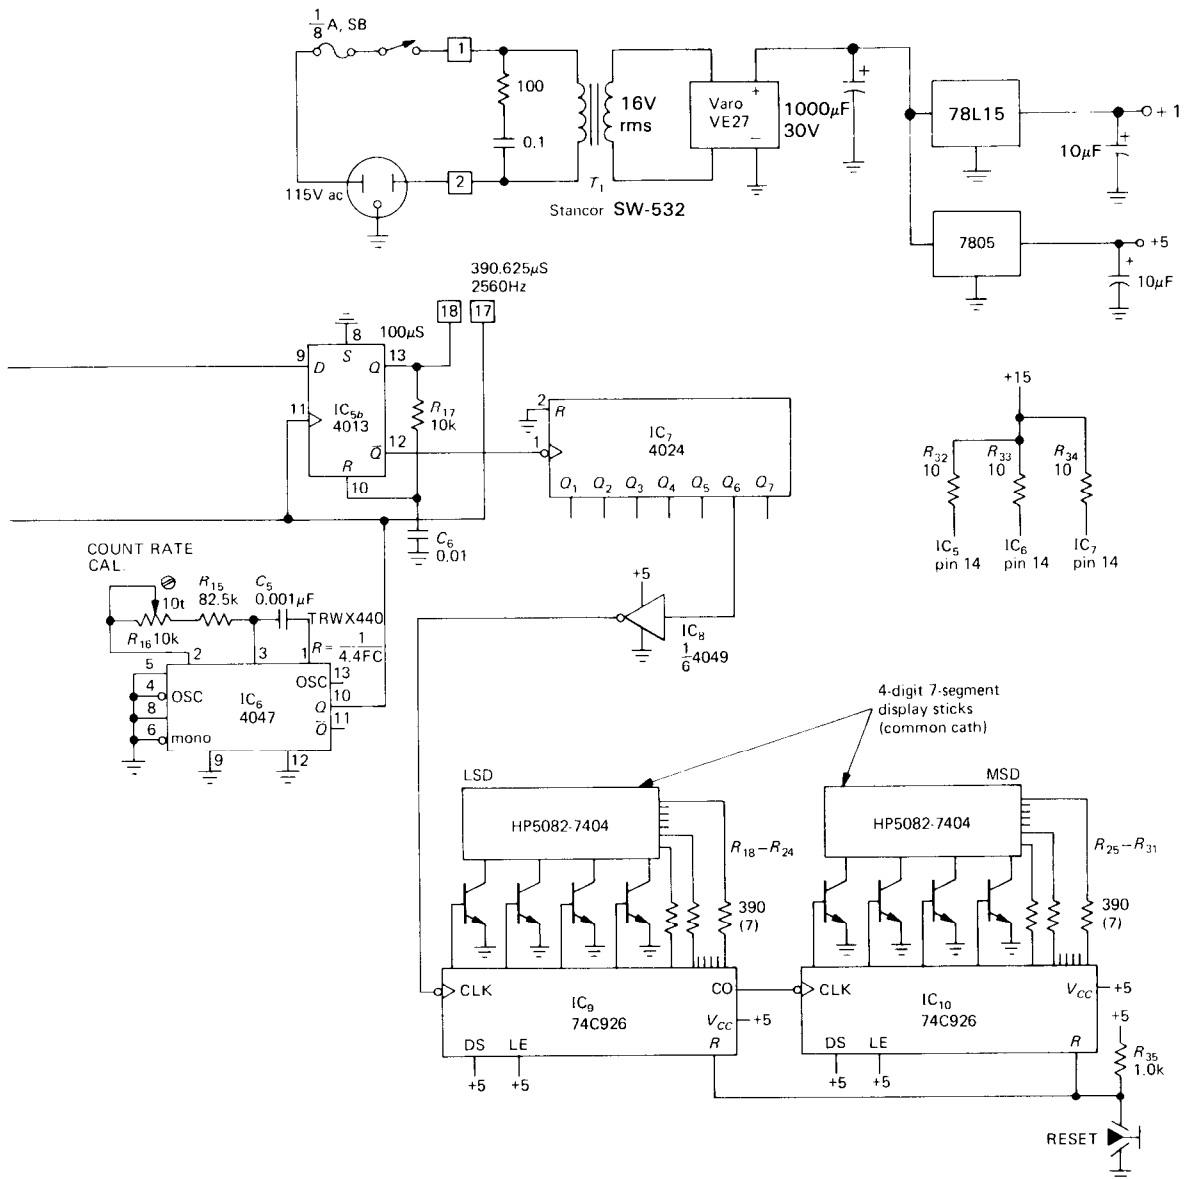 1/8 A, SB
1
100
0.1
2
115V ac
16V rms
T1
Stancor SW-532
Varo VE27
+
−
1000µF 30V
+
78L15
+ 1
+
10µF
7805
+5
+
10µF
390.625µS
2560Hz
18
17
100µS
8
S
9
D
Q
13
11
IC5b
4013
R17
10k
Q̅
12
R
10
C6
0.01
2
R
1
IC7
4024
Q1 Q2 Q3 Q4 Q5 Q6 Q7
+15
R32
10
R33
10
R34
10
IC5
pin 14
IC6
pin 14
IC7
pin 14
COUNT RATE
CAL.
10t
R15
82.5k
C5
0.001µF
TRWX440
R16 10k
R = 1/4.4FC
2
3
1
5
4
OSC
8
6
mono
IC6
4047
13
OSC
10
Q
11
Q̅
9
12
+5
IC8
1/6 4049
4-digit 7-segment
display sticks
(common cath)
LSD
HP5082-7404
R18−R24
390
(7)
MSD
HP5082-7404
R25−R31
390
(7)
CLK
IC9
74C926
CO
VCC
+5
DS
LE
R
+5
+5
CLK
IC10
74C926
VCC
+5
DS
LE
R
+5
+5
+5
R35
1.0k
RESET